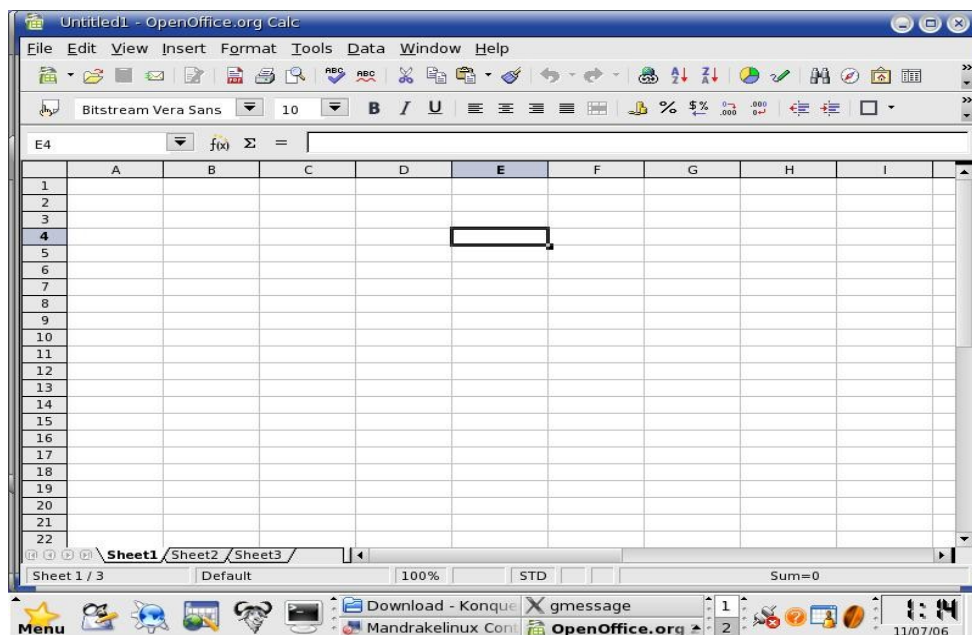 Untitled1 - OpenOffice.org Calc
File Edit View Insert Format Tools Data Window Help
Bitstream Vera Sans 10 B I U
E4 f(x) Σ =
A B C D E F G H I
1
2
3
4
5
6
7
8
9
10
11
12
13
14
15
16
17
18
19
20
21
22
Sheet1 Sheet2 Sheet3
Sheet 1 / 3 Default 100% STD Sum=0
Download - Konque gmessage 1
Menu Mandrakelinux Cont OpenOffice.org 2
1:14
11/07/06